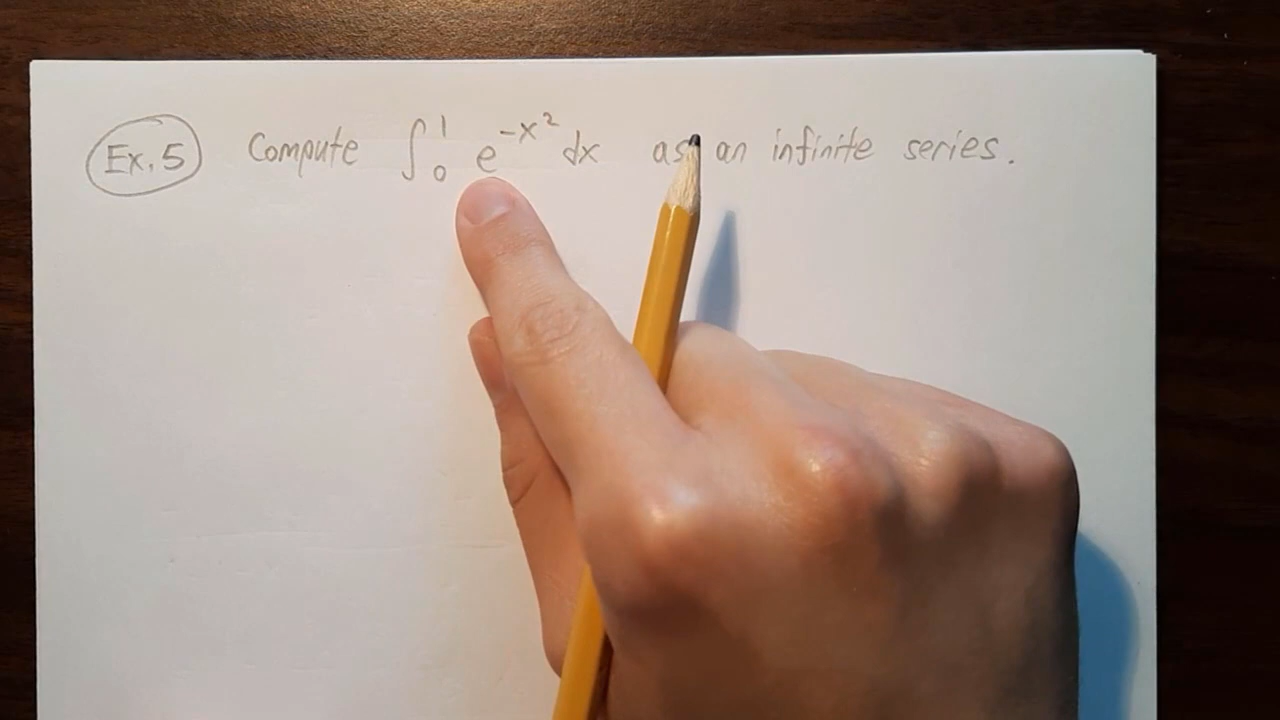 Ex. 5 Compute ∫₀¹ e^{-x²} dx as an infinite series.